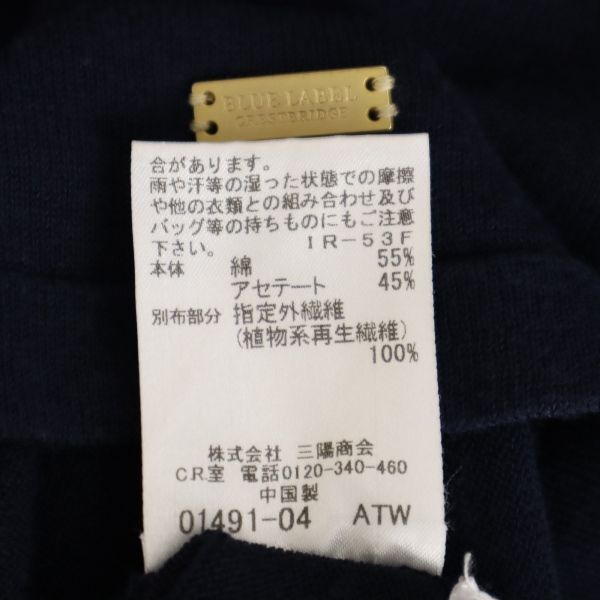 BLUE LABEL
CRESTBRIDGE
合があります。
雨や汗等の湿った状態での摩擦
や他の衣類との組み合わせ及び
バッグ等の持ちものにもご注意
下さい。 IR-53F
本体 綿 55%
アセテート 45%
別布部分 指定外繊維
(植物系再生繊維)
100%
株式会社 三陽商会
C.R.室 電話0120-340-460
中国製
01491-04 ATW